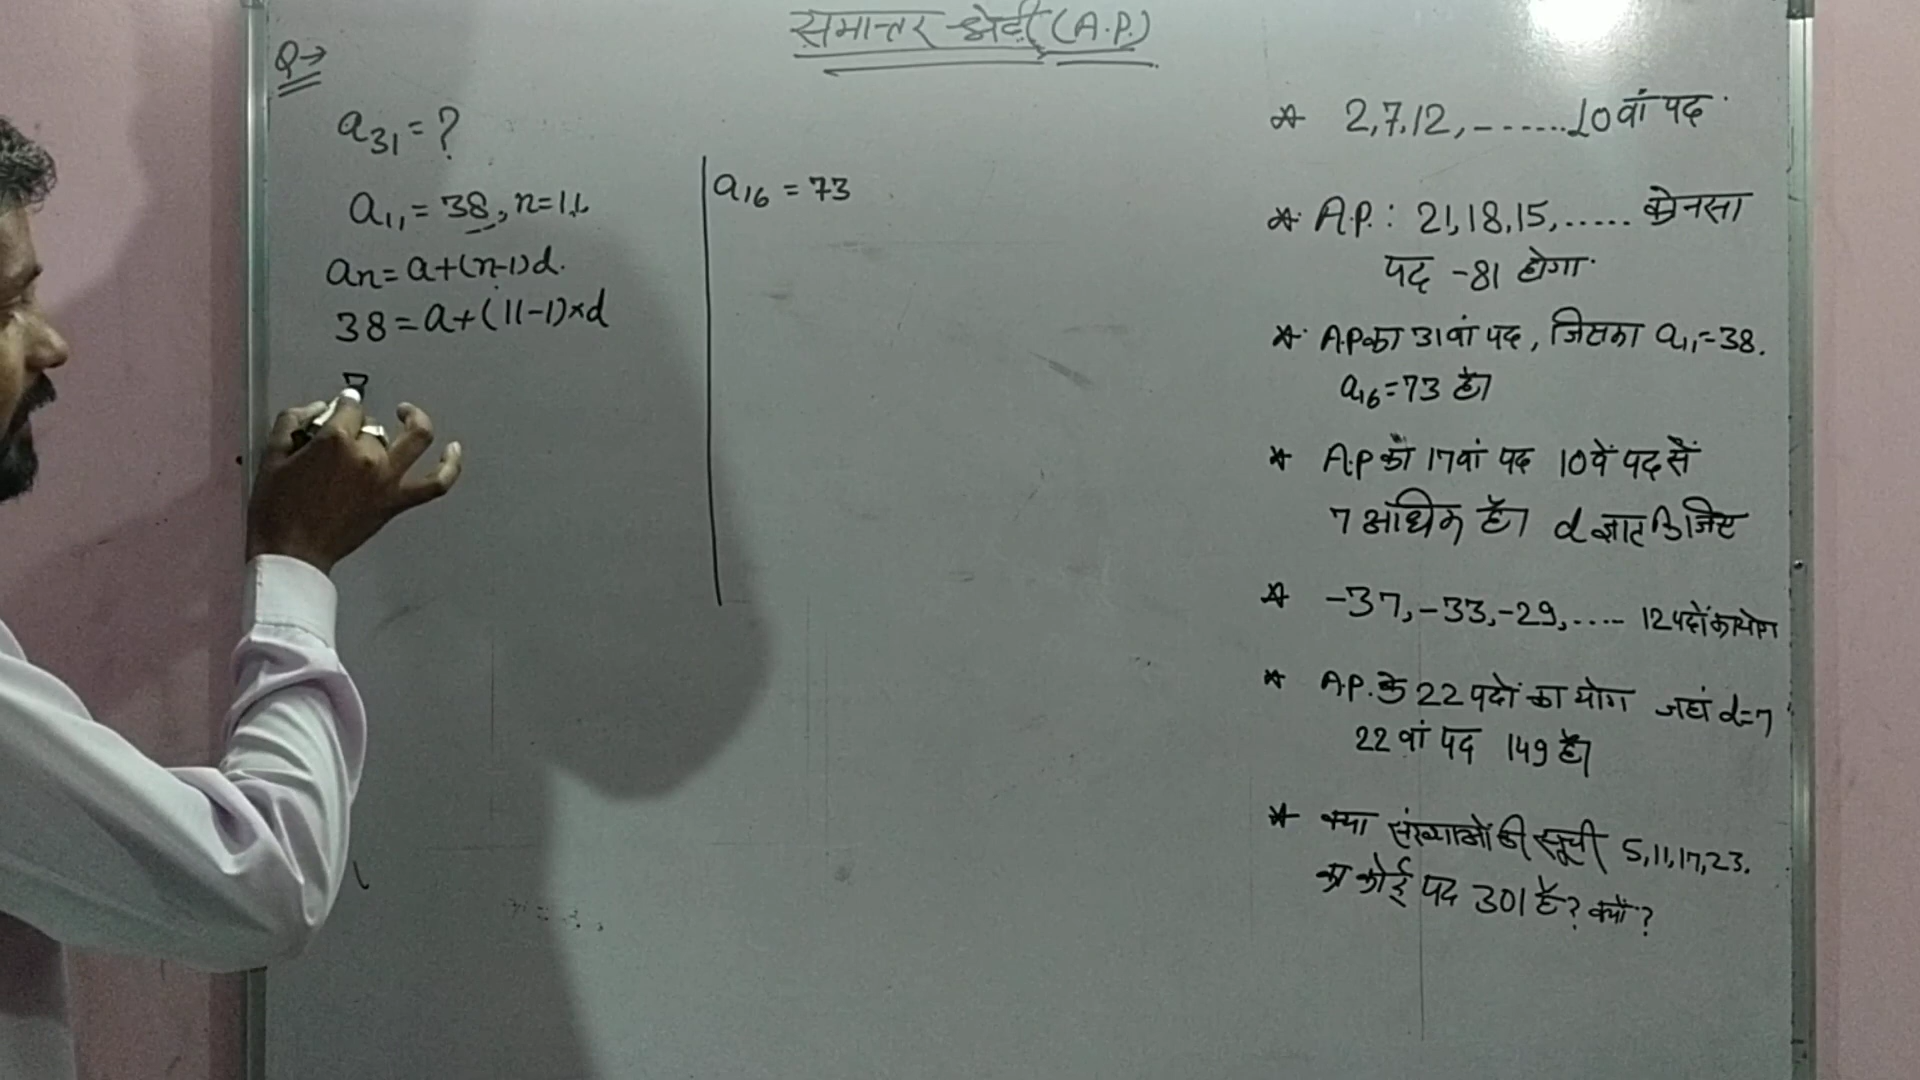 समान्तर श्रेढी (A.P.)
Q→
a₃₁ = ?
a₁₁ = 38, n=11
an = a+(n-1)d.
38 = a+(11-1)×d
a₁₆ = 73
* 2,7,12, ------- 10वां पद
* A.P. : 21,18,15, ..... कौनसा
पद -81 होगा
* A.P का 31वां पद, जिसका a₁₁=38.
a₁₆=73 है।
* A.P का 17वां पद 10वें पद से
7 अधिक है। d ज्ञात किजिए
* -37, -33, -29, ..... 12 पदों का योग
* A.P. के 22 पदों का योग जहां d=7
22 वां पद 149 है।
* क्या संख्याओं की सूची 5,11,17,23.
का कोई पद 301 है? क्यों?